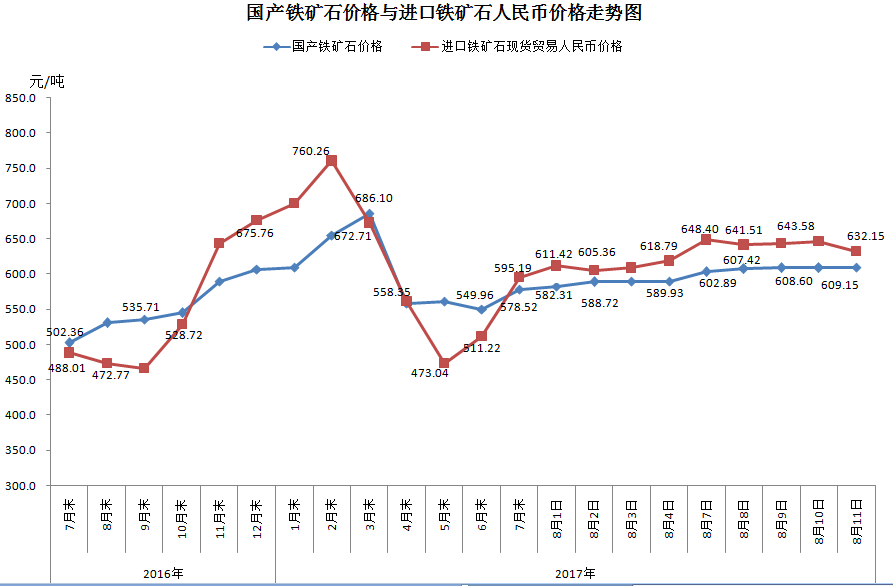 国产铁矿石价格与进口铁矿石人民币价格走势图
国产铁矿石价格 进口铁矿石现货贸易人民币价格
元/吨
850.0
800.0
750.0
700.0
650.0
600.0
550.0
500.0
450.0
400.0
350.0
300.0
502.36
535.71
686.10
558.35
549.96
578.52
582.31
588.72
589.93
602.89
607.42
608.60
609.15
488.01
472.77
528.72
675.76
760.26
672.71
473.04
511.22
595.19
611.42
605.36
618.79
648.40
641.51
643.58
632.15
7月末
8月末
9月末
10月末
11月末
12月末
1月末
2月末
3月末
4月末
5月末
6月末
7月末
8月1日
8月2日
8月3日
8月4日
8月7日
8月8日
8月9日
8月10日
8月11日
2016年 2017年